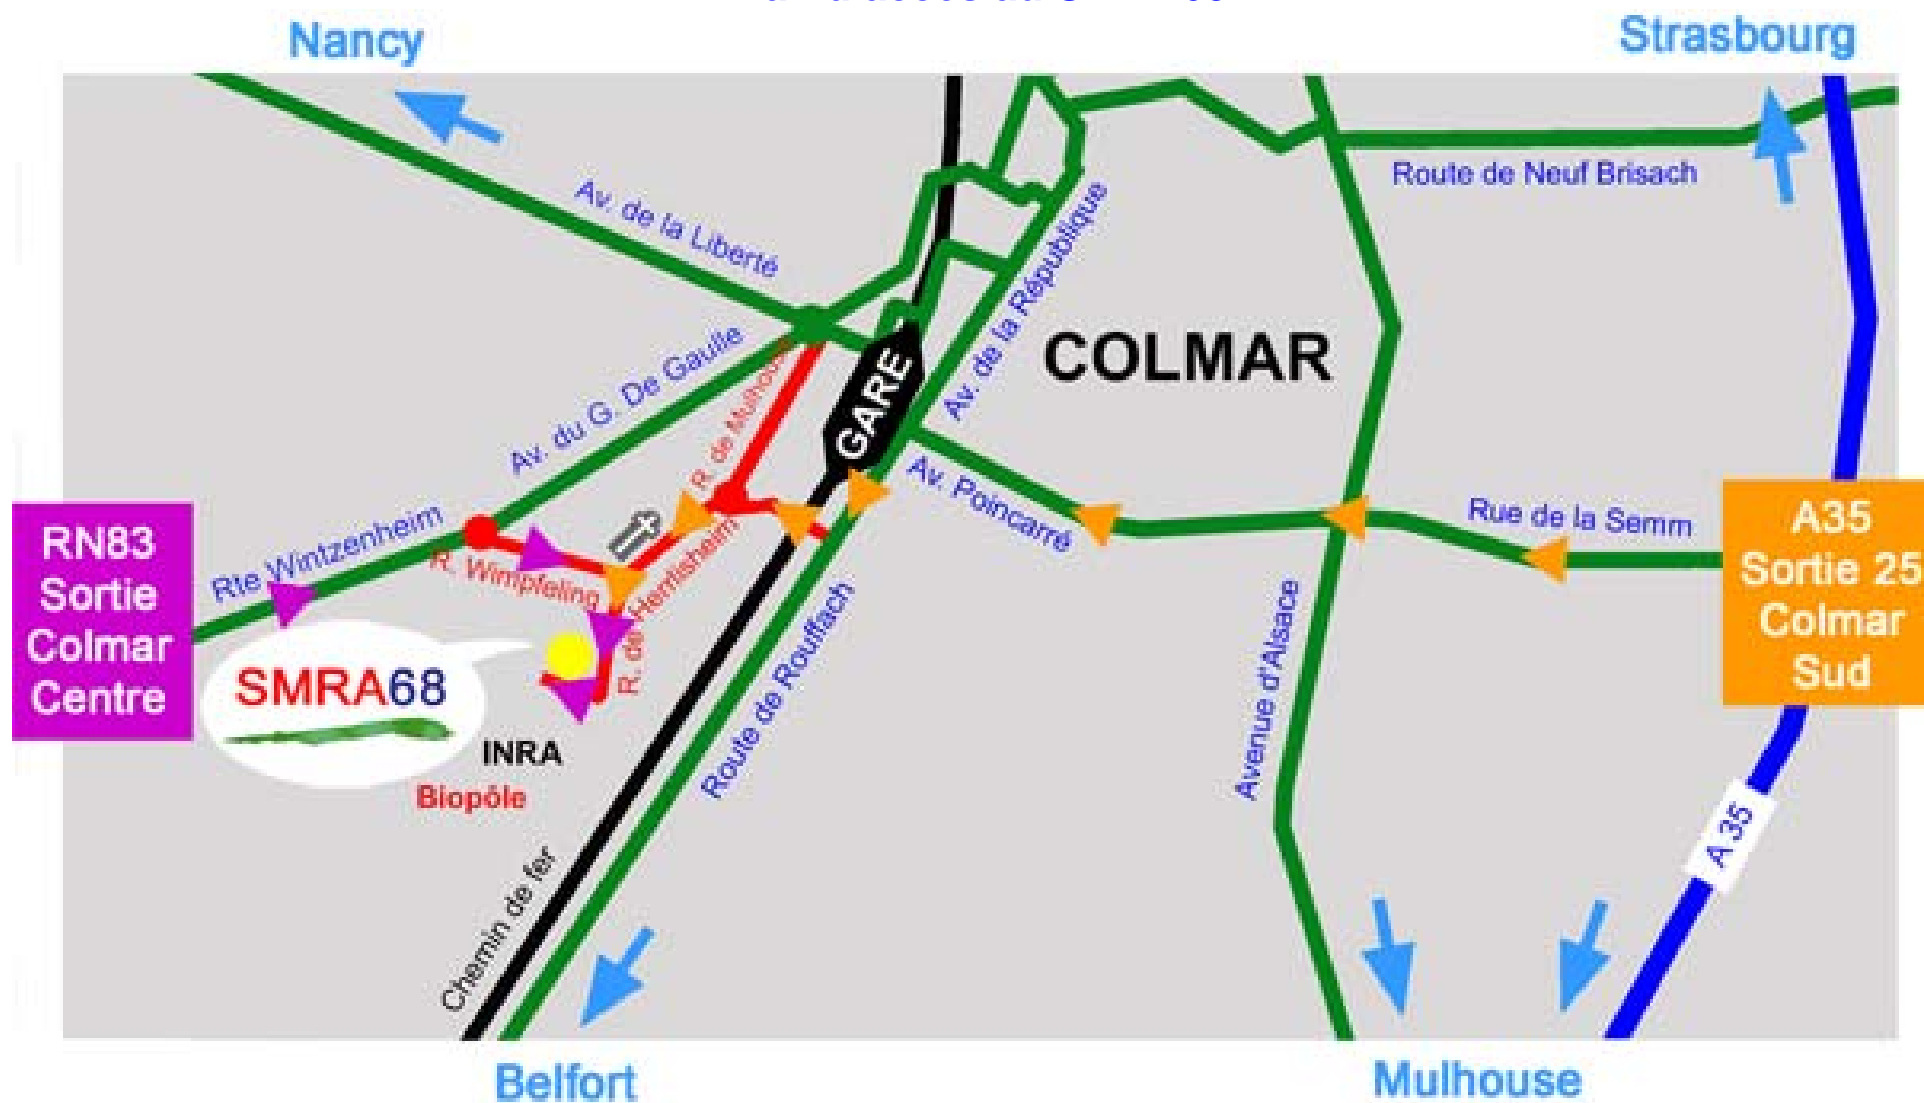 Nancy
Strasbourg
Route de Neuf Brisach
Av. de la Liberté
Av. de la République
COLMAR
Av. du G. De Gaulle
R. de Mulhouse
GARE
Av. Poincarré
Rue de la Semm
A35
Sortie 25
Colmar
Sud
RN83
Sortie
Colmar
Centre
Rte Wintzenheim
R. Wimpfeling
R. de Herrlisheim
Route de Rouffach
Avenue d'Alsace
SMRA68
INRA
Biopôle
A 35
Chemin de fer
Belfort
Mulhouse